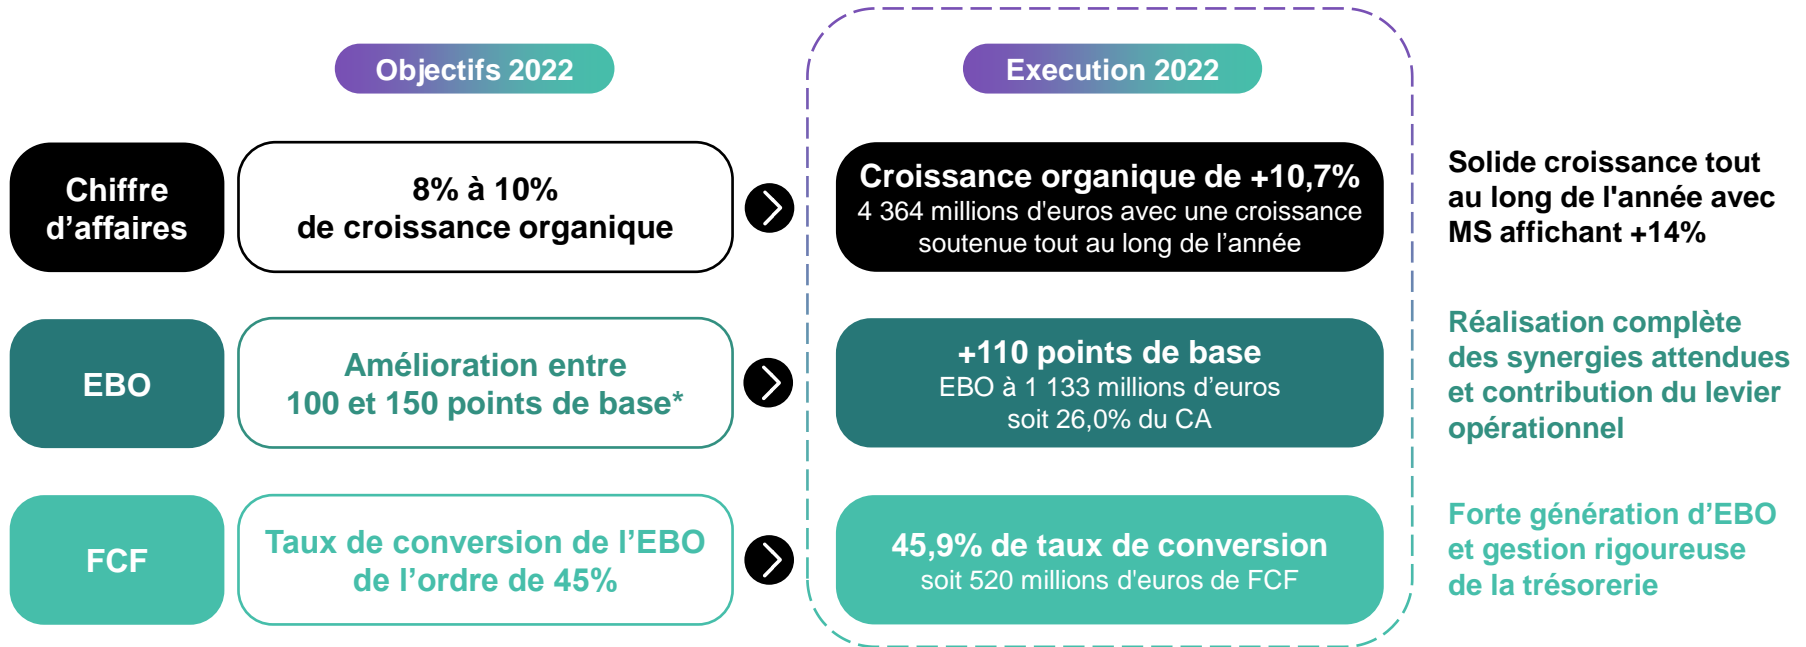 Objectifs 2022
Execution 2022
Chiffre
d’affaires
8% à 10%
de croissance organique
Croissance organique de +10,7%
4 364 millions d'euros avec une croissance
soutenue tout au long de l’année
Solide croissance tout
au long de l'année avec
MS affichant +14%
EBO
Amélioration entre
100 et 150 points de base*
+110 points de base
EBO à 1 133 millions d’euros
soit 26,0% du CA
Réalisation complète
des synergies attendues
et contribution du levier
opérationnel
FCF
Taux de conversion de l’EBO
de l’ordre de 45%
45,9% de taux de conversion
soit 520 millions d'euros de FCF
Forte génération d’EBO
et gestion rigoureuse
de la trésorerie